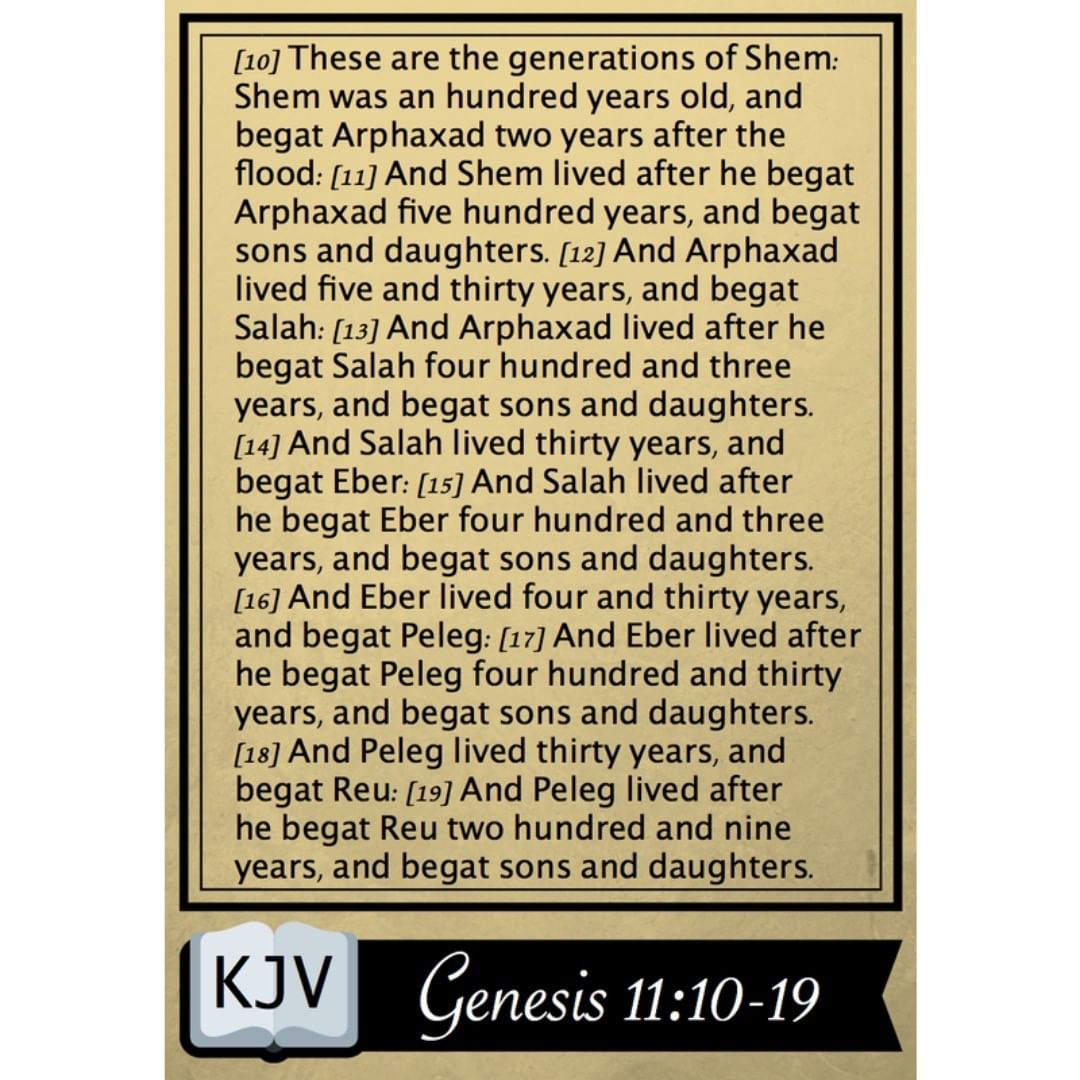 [10] These are the generations of Shem:
Shem was an hundred years old, and
begat Arphaxad two years after the
flood: [11] And Shem lived after he begat
Arphaxad five hundred years, and begat
sons and daughters. [12] And Arphaxad
lived five and thirty years, and begat
Salah: [13] And Arphaxad lived after he
begat Salah four hundred and three
years, and begat sons and daughters.
[14] And Salah lived thirty years, and
begat Eber: [15] And Salah lived after
he begat Eber four hundred and three
years, and begat sons and daughters.
[16] And Eber lived four and thirty years,
and begat Peleg: [17] And Eber lived after
he begat Peleg four hundred and thirty
years, and begat sons and daughters.
[18] And Peleg lived thirty years, and
begat Reu: [19] And Peleg lived after
he begat Reu two hundred and nine
years, and begat sons and daughters.
KJV
Genesis 11:10-19